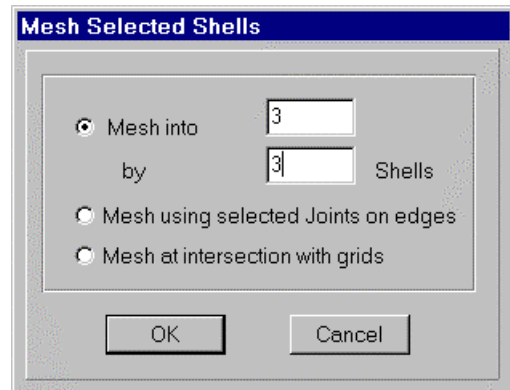 Mesh Selected Shells
Mesh into 3
by 3 Shells
Mesh using selected Joints on edges
Mesh at intersection with grids
OK Cancel